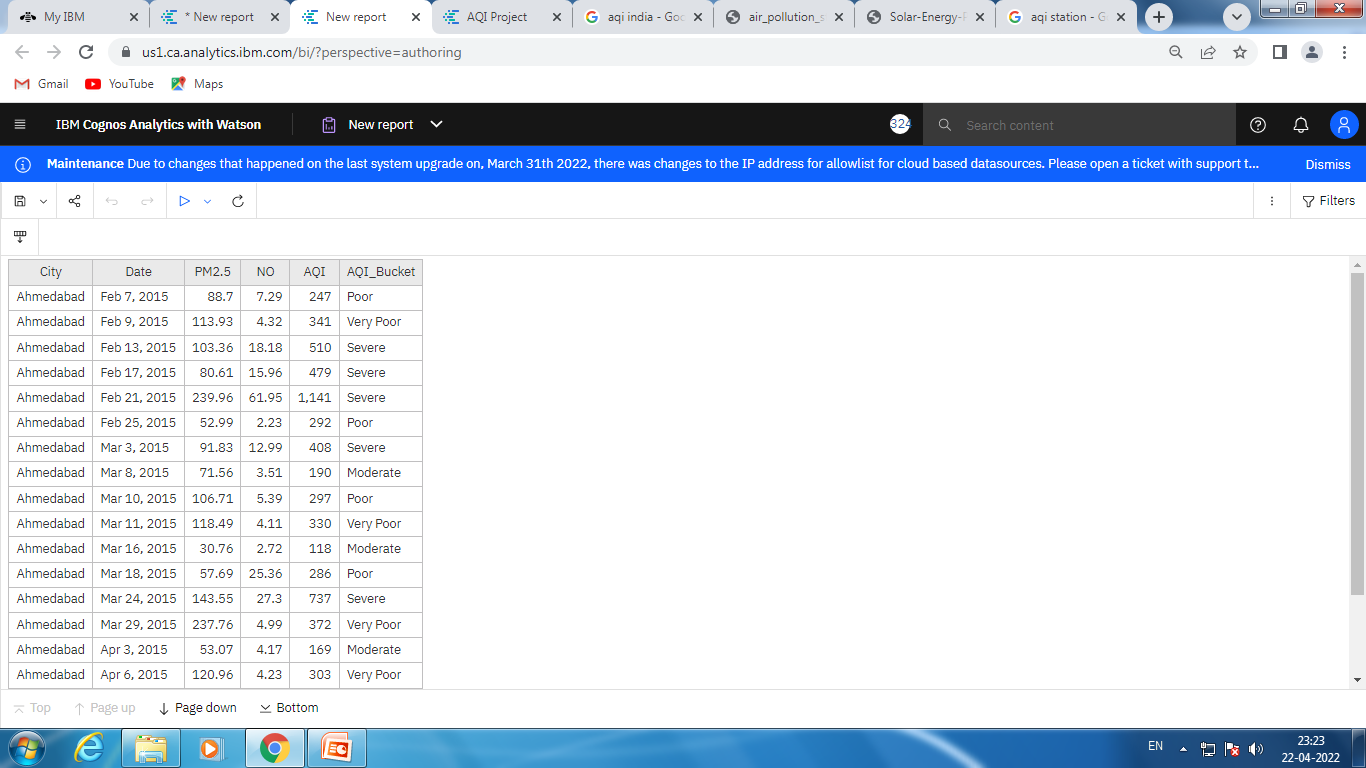 My IBM
* New report
New report
AQI Project
aqi india - Goo
air_pollution_s
Solar-Energy-F
aqi station - G
us1.ca.analytics.ibm.com/bi/?perspective=authoring
Gmail
YouTube
Maps
IBM Cognos Analytics with Watson
New report
324
Search content
Maintenance Due to changes that happened on the last system upgrade on, March 31th 2022, there was changes to the IP address for allowlist for cloud based datasources. Please open a ticket with support t...
Dismiss
Filters
City Date PM2.5 NO AQI AQI_Bucket
Ahmedabad Feb 7, 2015 88.7 7.29 247 Poor
Ahmedabad Feb 9, 2015 113.93 4.32 341 Very Poor
Ahmedabad Feb 13, 2015 103.36 18.18 510 Severe
Ahmedabad Feb 17, 2015 80.61 15.96 479 Severe
Ahmedabad Feb 21, 2015 239.96 61.95 1,141 Severe
Ahmedabad Feb 25, 2015 52.99 2.23 292 Poor
Ahmedabad Mar 3, 2015 91.83 12.99 408 Severe
Ahmedabad Mar 8, 2015 71.56 3.51 190 Moderate
Ahmedabad Mar 10, 2015 106.71 5.39 297 Poor
Ahmedabad Mar 11, 2015 118.49 4.11 330 Very Poor
Ahmedabad Mar 16, 2015 30.76 2.72 118 Moderate
Ahmedabad Mar 18, 2015 57.69 25.36 286 Poor
Ahmedabad Mar 24, 2015 143.55 27.3 737 Severe
Ahmedabad Mar 29, 2015 237.76 4.99 372 Very Poor
Ahmedabad Apr 3, 2015 53.07 4.17 169 Moderate
Ahmedabad Apr 6, 2015 120.96 4.23 303 Very Poor
Top
Page up
Page down
Bottom
EN
23:23
22-04-2022